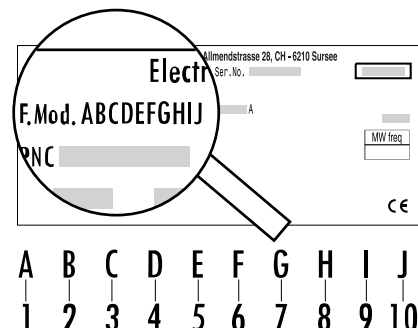 Allmendstrasse 28, CH - 6210 Sursee
Electr
Ser.No.
F.Mod. ABCDEFGHIJ
A
PNC
MW freq
CE
A B C D E F G H I J
1 2 3 4 5 6 7 8 9 10